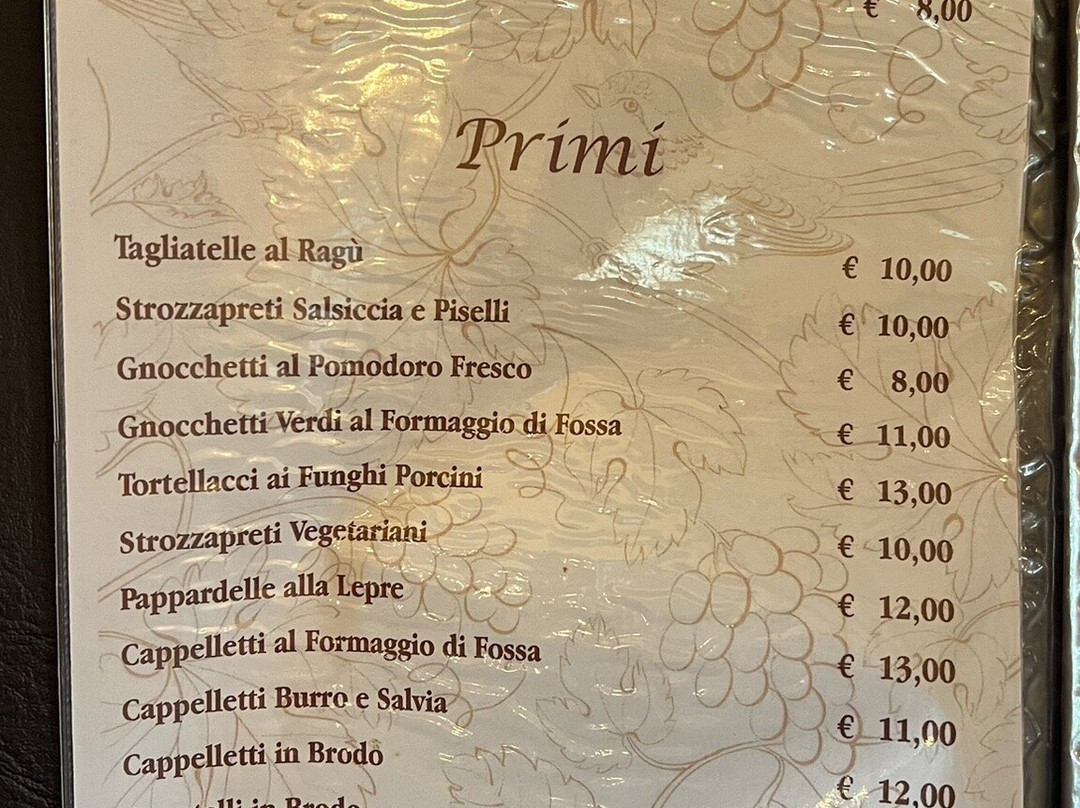 € 8,00
Primi
Tagliatelle al Ragù € 10,00
Strozzapreti Salsiccia e Piselli € 10,00
Gnocchetti al Pomodoro Fresco € 8,00
Gnocchetti Verdi al Formaggio di Fossa € 11,00
Tortellacci ai Funghi Porcini € 13,00
Strozzapreti Vegetariani € 10,00
Pappardelle alla Lepre € 12,00
Cappelletti al Formaggio di Fossa € 13,00
Cappelletti Burro e Salvia € 11,00
Cappelletti in Brodo € 12,00
in Brodo